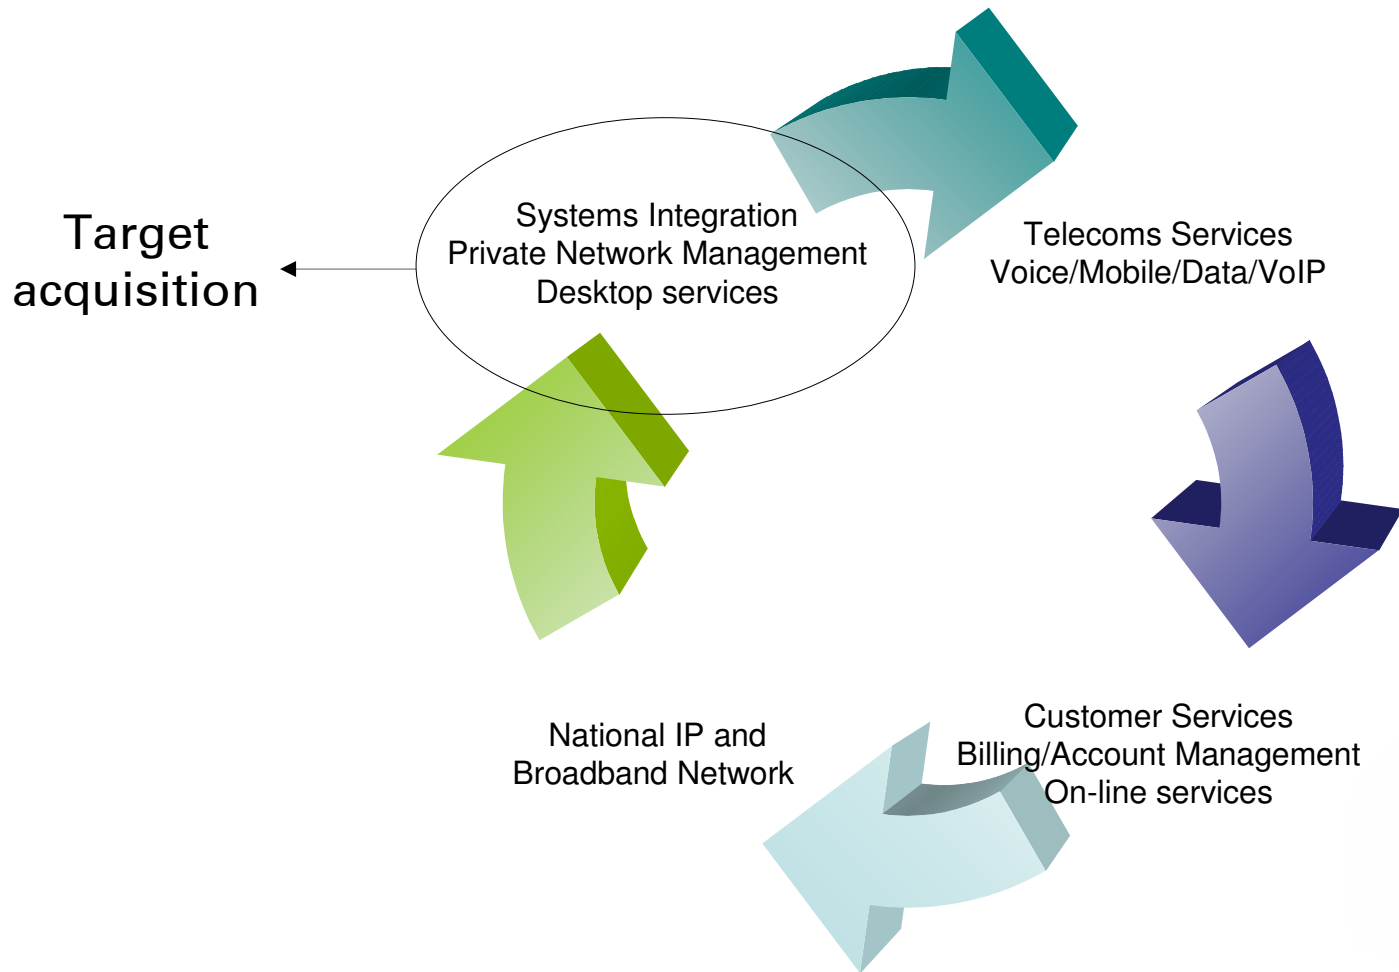 Target
acquisition
Systems Integration
Private Network Management
Desktop services
Telecoms Services
Voice/Mobile/Data/VoIP
National IP and
Broadband Network
Customer Services
Billing/Account Management
On-line services